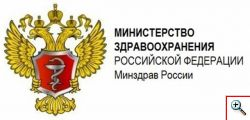 МИНИСТЕРСТВО
ЗДРАВООХРАНЕНИЯ
РОССИЙСКОЙ ФЕДЕРАЦИИ
Минздрав России